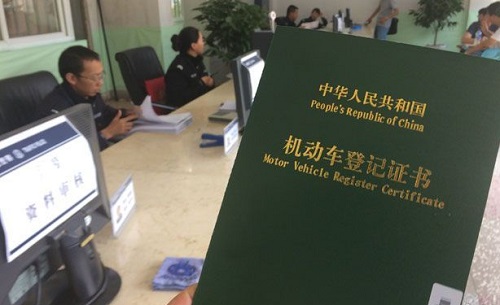 中华人民共和国
People's Republic of China
机动车登记证书
Motor Vehicle Register Certificate
号
资料审核